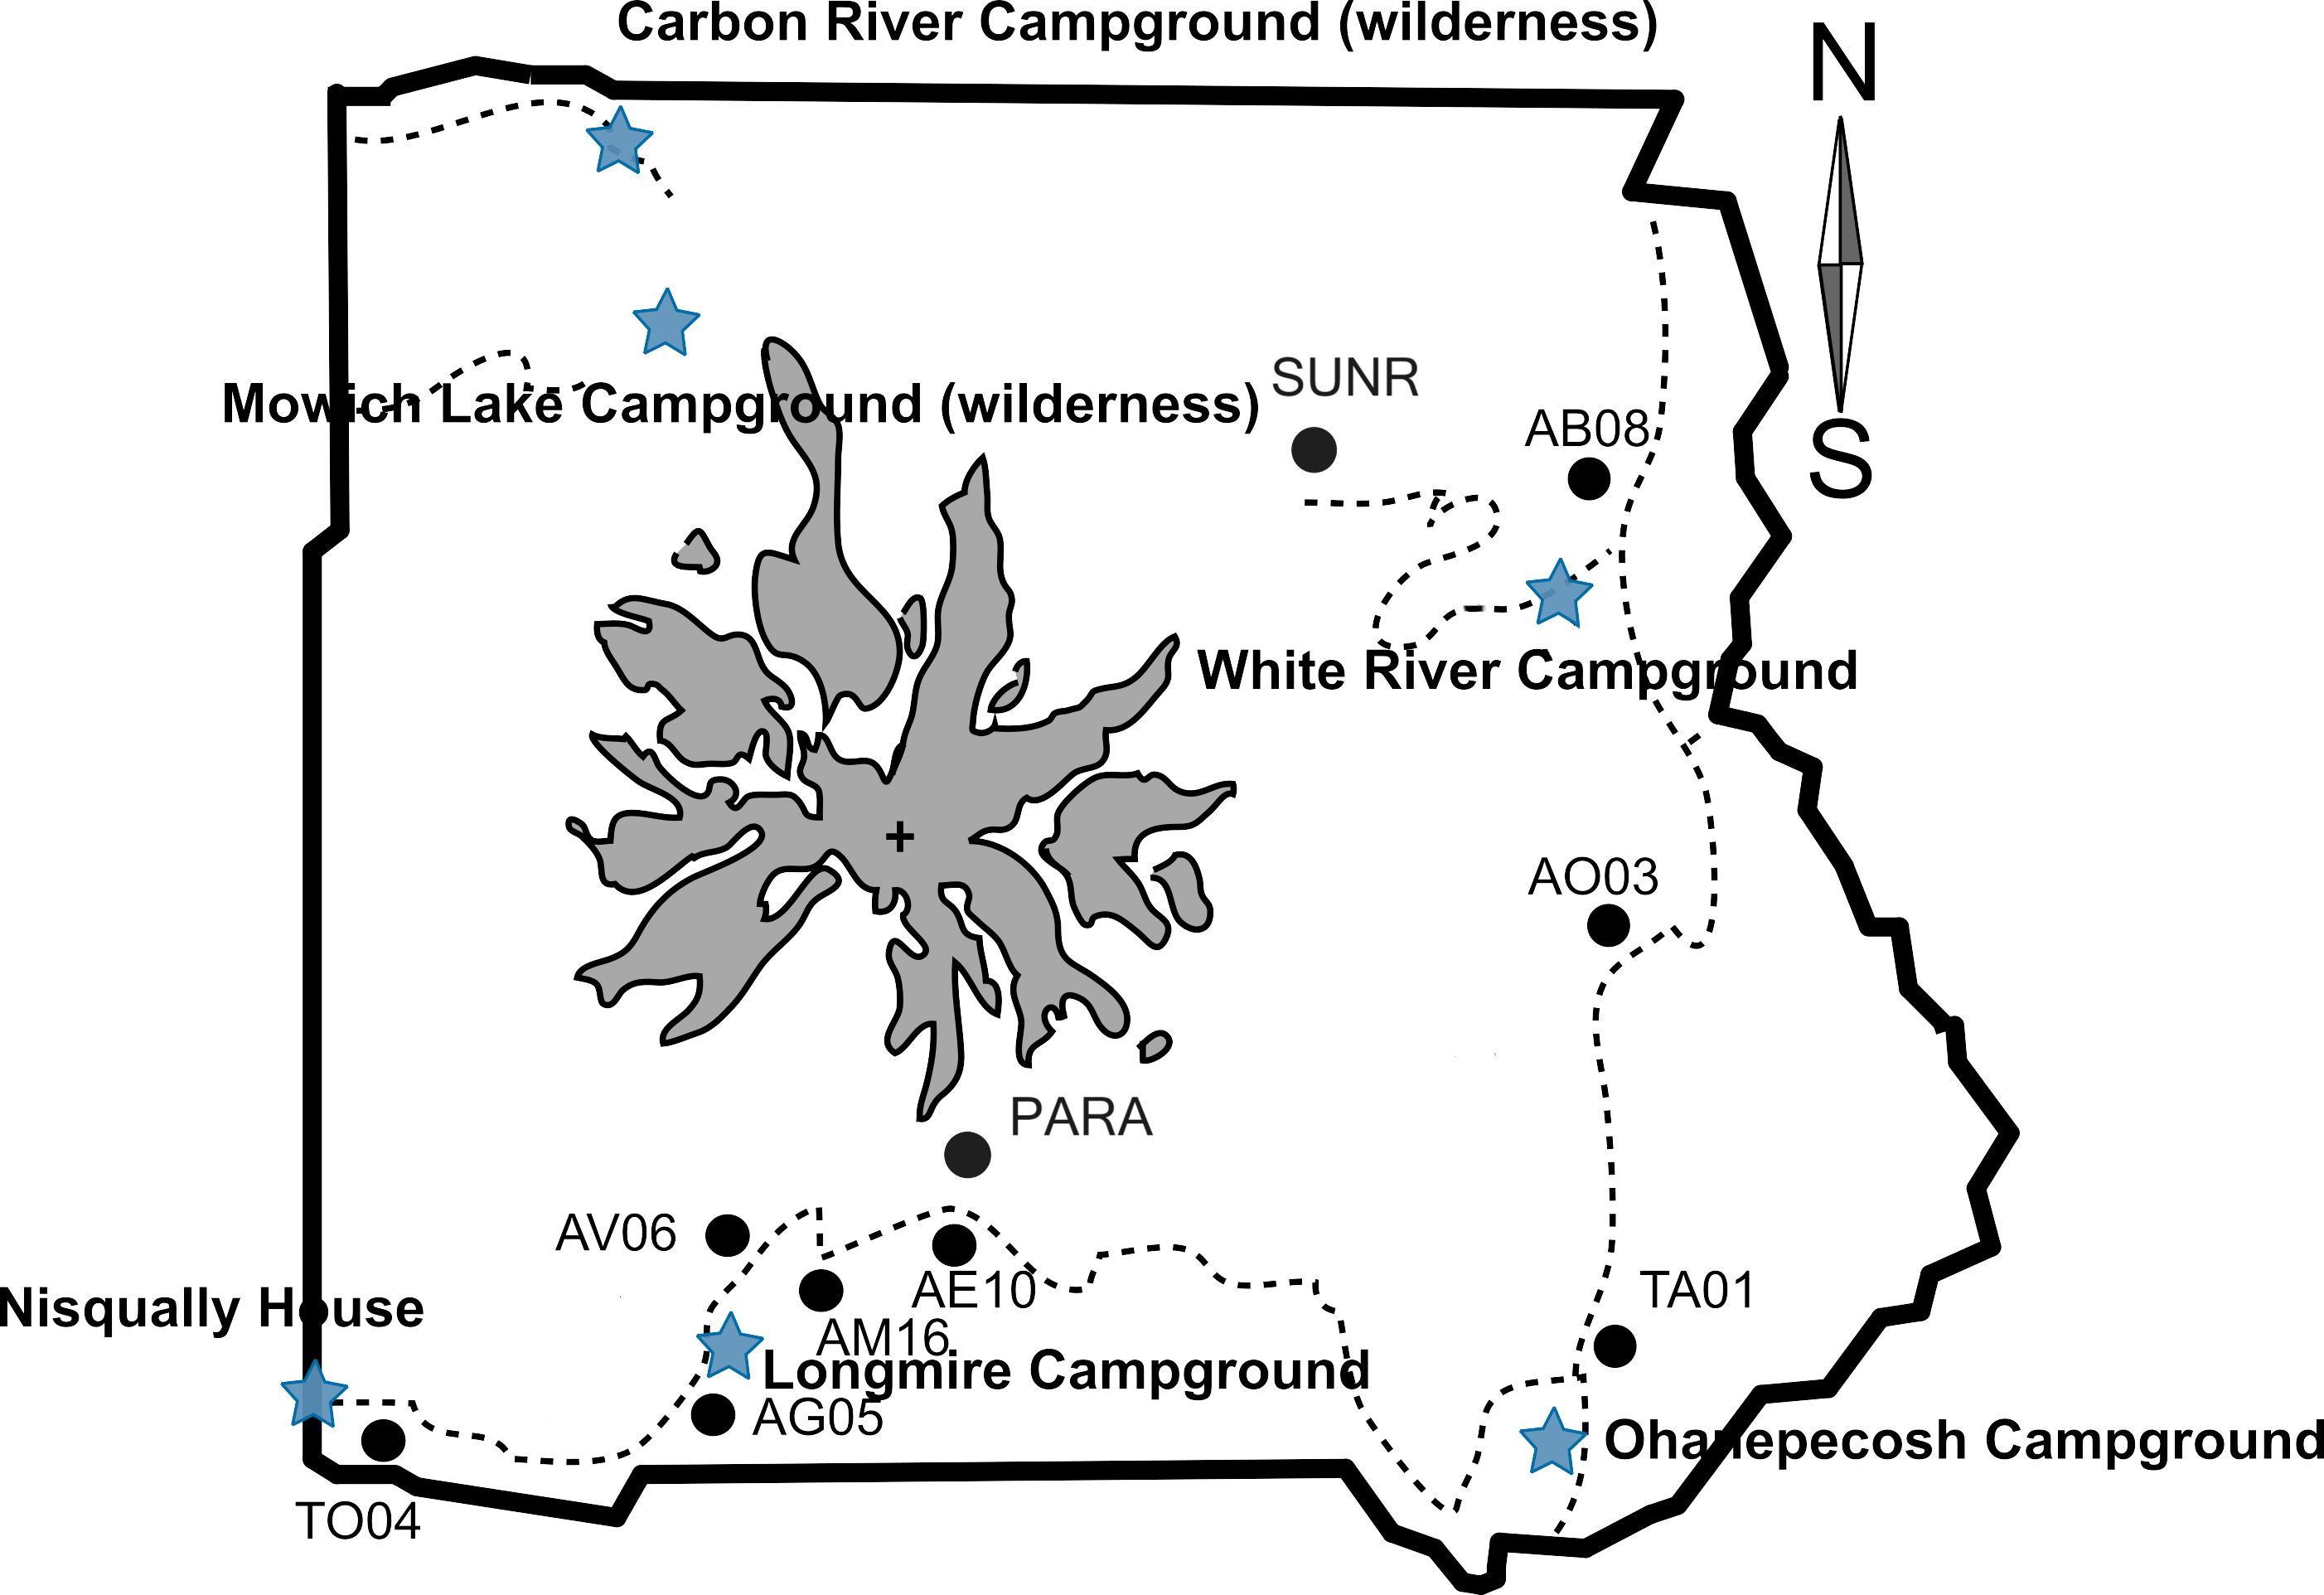 Carbon River Campground (wilderness)
N
SUNR
Mowich Lake Campground (wilderness)
AB08
S
White River Campground
AO03
PARA
AV06
AE10
TA01
Nisqually House
AM16
Longmire Campground
AG05
Ohanepecosh Campground
TO04